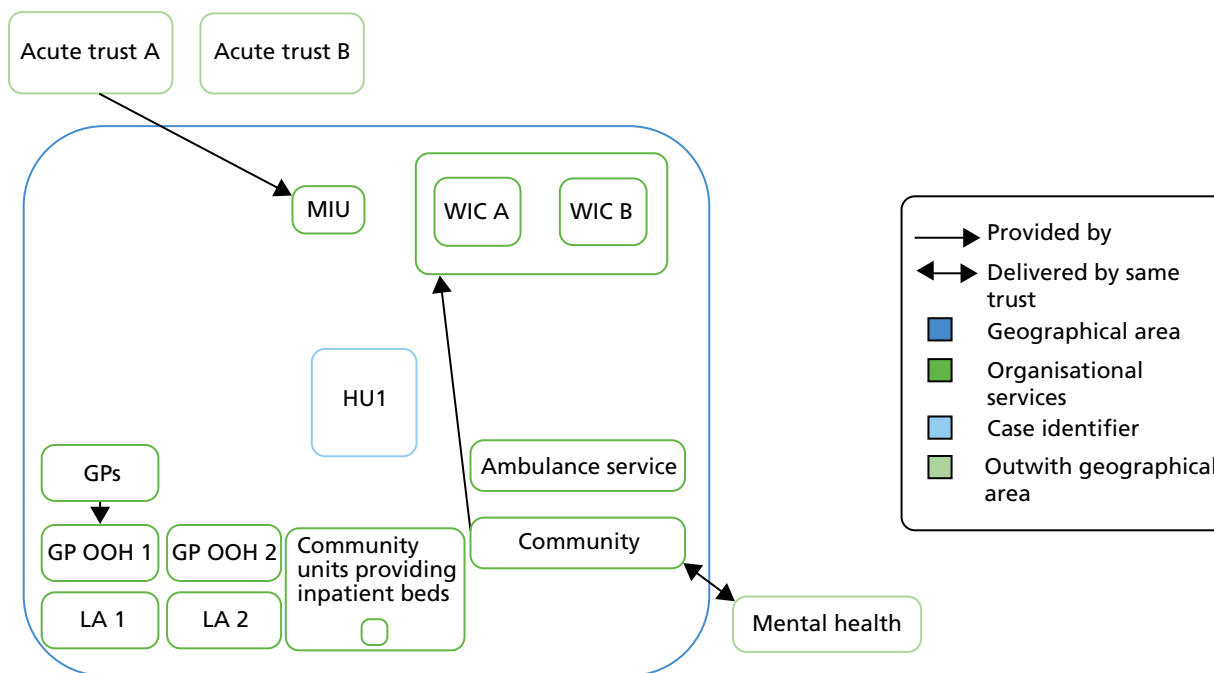 Acute trust A
Acute trust B
MIU
WIC A
WIC B
HU1
GPs
Ambulance service
GP OOH 1
GP OOH 2
Community
units providing
inpatient beds
Community
LA 1
LA 2
Mental health
Provided by
Delivered by same
trust
Geographical area
Organisational
services
Case identifier
Outwith geographical
area